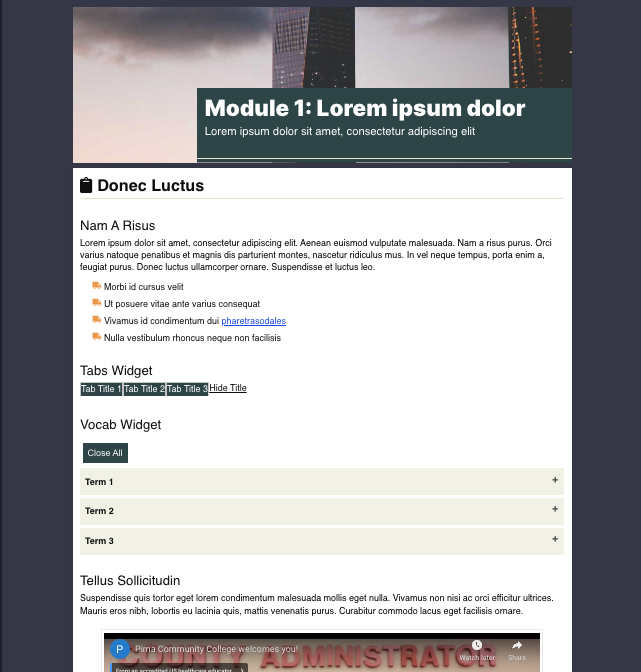 Module 1: Lorem ipsum dolor
Lorem ipsum dolor sit amet, consectetur adipiscing elit
Donec Luctus
Nam A Risus
Lorem ipsum dolor sit amet, consectetur adipiscing elit. Aenean euismod vulputate malesuada. Nam a risus purus. Orci
varius natoque penatibus et magnis dis parturient montes, nascetur ridiculus mus. In vel neque tempus, porta enim a,
feugiat purus. Donec luctus ullamcorper ornare. Suspendisse et luctus leo.
Morbi id cursus velit
Ut posuere vitae ante varius consequat
Vivamus id condimentum dui pharetrasodales
Nulla vestibulum rhoncus neque non facilisis
Tabs Widget
Tab Title 1 Tab Title 2 Tab Title 3 Hide Title
Vocab Widget
Close All
Term 1 +
Term 2 +
Term 3 +
Tellus Sollicitudin
Suspendisse quis tortor eget lorem condimentum malesuada mollis eget nulla. Vivamus non nisi ac orci efficitur ultrices.
Mauris eros nibh, lobortis eu lacinia quis, mattis venenatis purus. Curabitur commodo lacus eget facilisis ornare.
P Pima Community College welcomes you!
Watch later Share
ADMINISTRATOR
From an accredited US healthcare educator